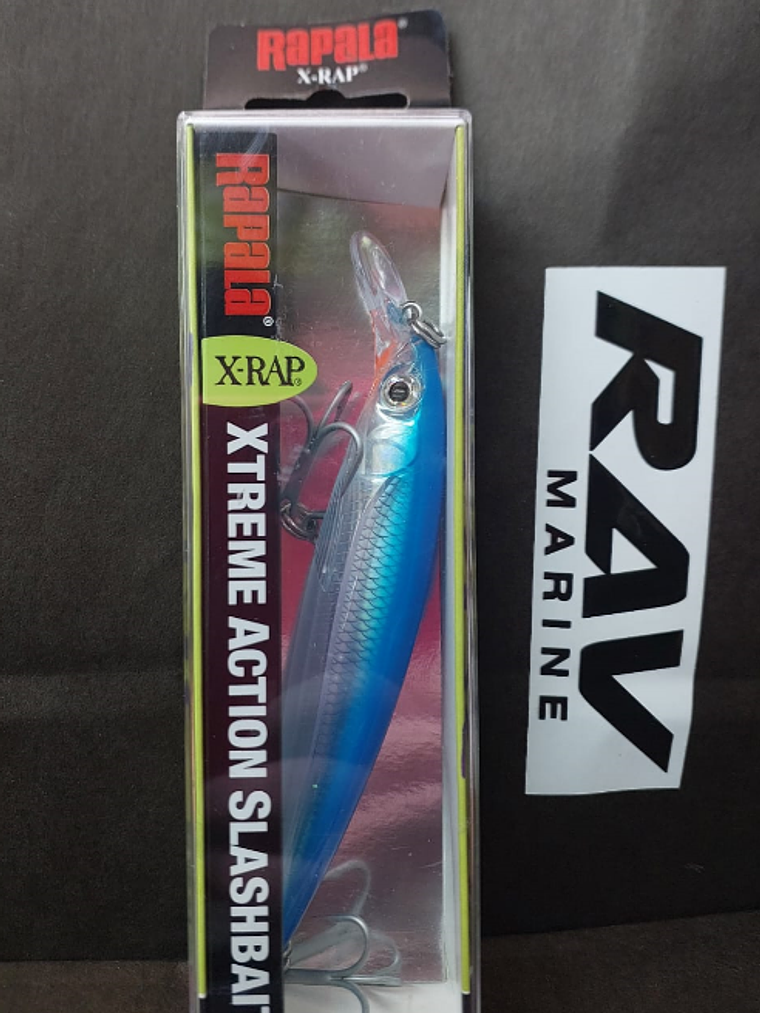 RAPALA
X-RAP®
RAPALA®
X-RAP®
XTREME ACTION SLASHBAIT
RAV
MARINE